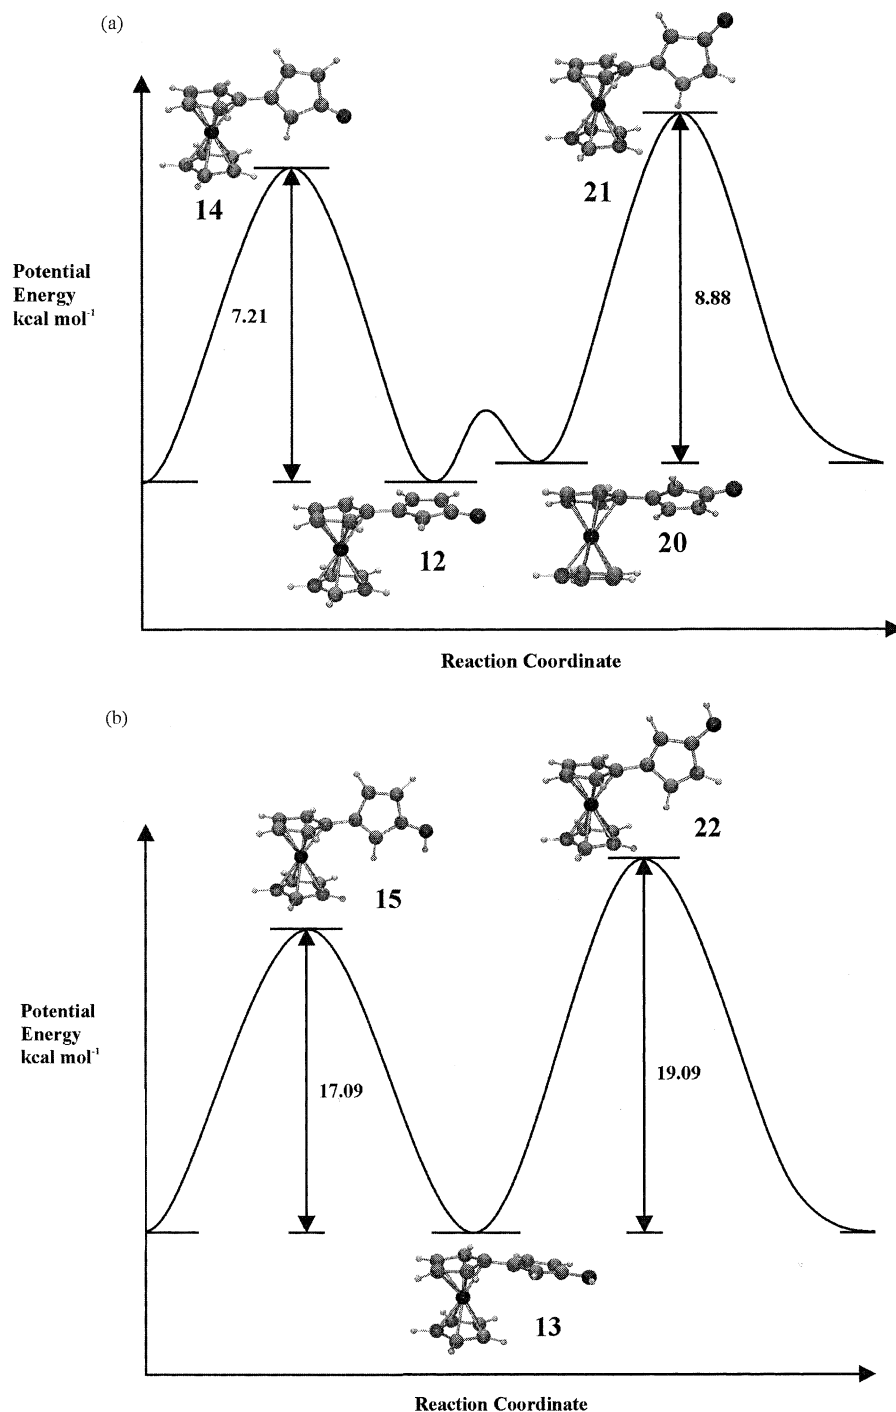 (a)
14
21
Potential
Energy
kcal mol-1
7.21
8.88
12
20
Reaction Coordinate
(b)
15
22
Potential
Energy
kcal mol-1
17.09
19.09
13
Reaction Coordinate